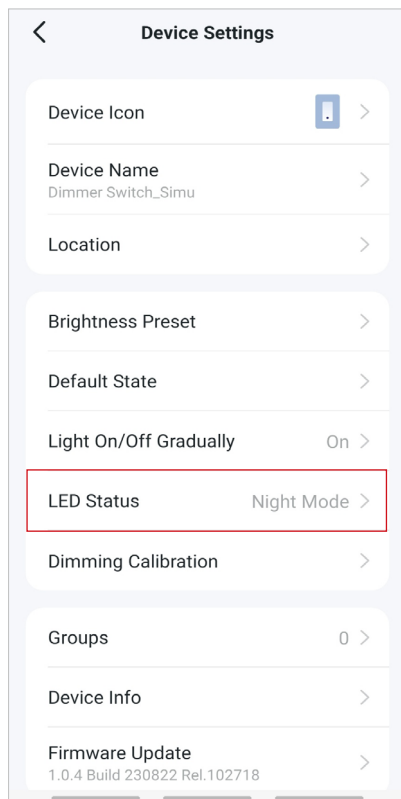 Device Settings
Device Icon
Device Name
Dimmer Switch_Simu
Location
Brightness Preset
Default State
Light On/Off Gradually On
LED Status Night Mode
Dimming Calibration
Groups 0
Device Info
Firmware Update
1.0.4 Build 230822 Rel.102718